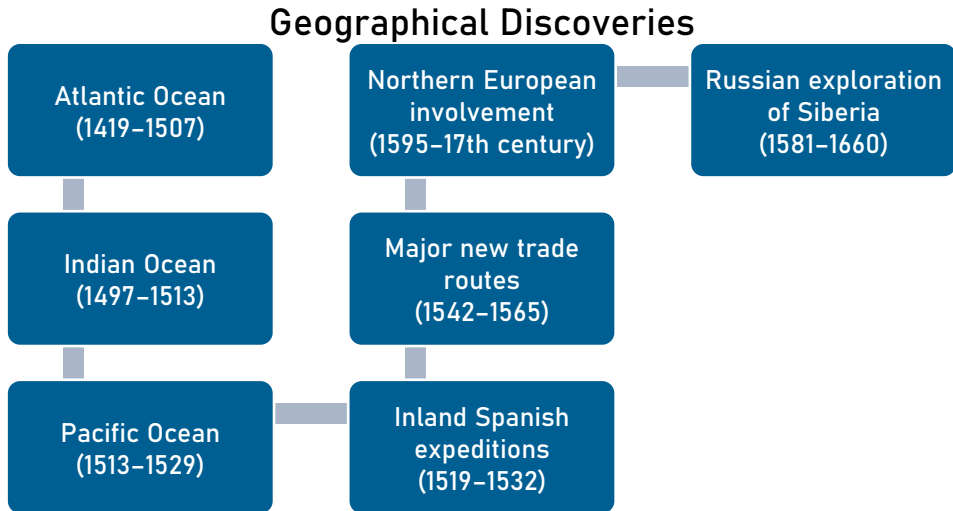 Geographical Discoveries
Atlantic Ocean
(1419–1507)
Indian Ocean
(1497–1513)
Pacific Ocean
(1513–1529)
Inland Spanish
expeditions
(1519–1532)
Major new trade
routes
(1542–1565)
Northern European
involvement
(1595–17th century)
Russian exploration
of Siberia
(1581–1660)